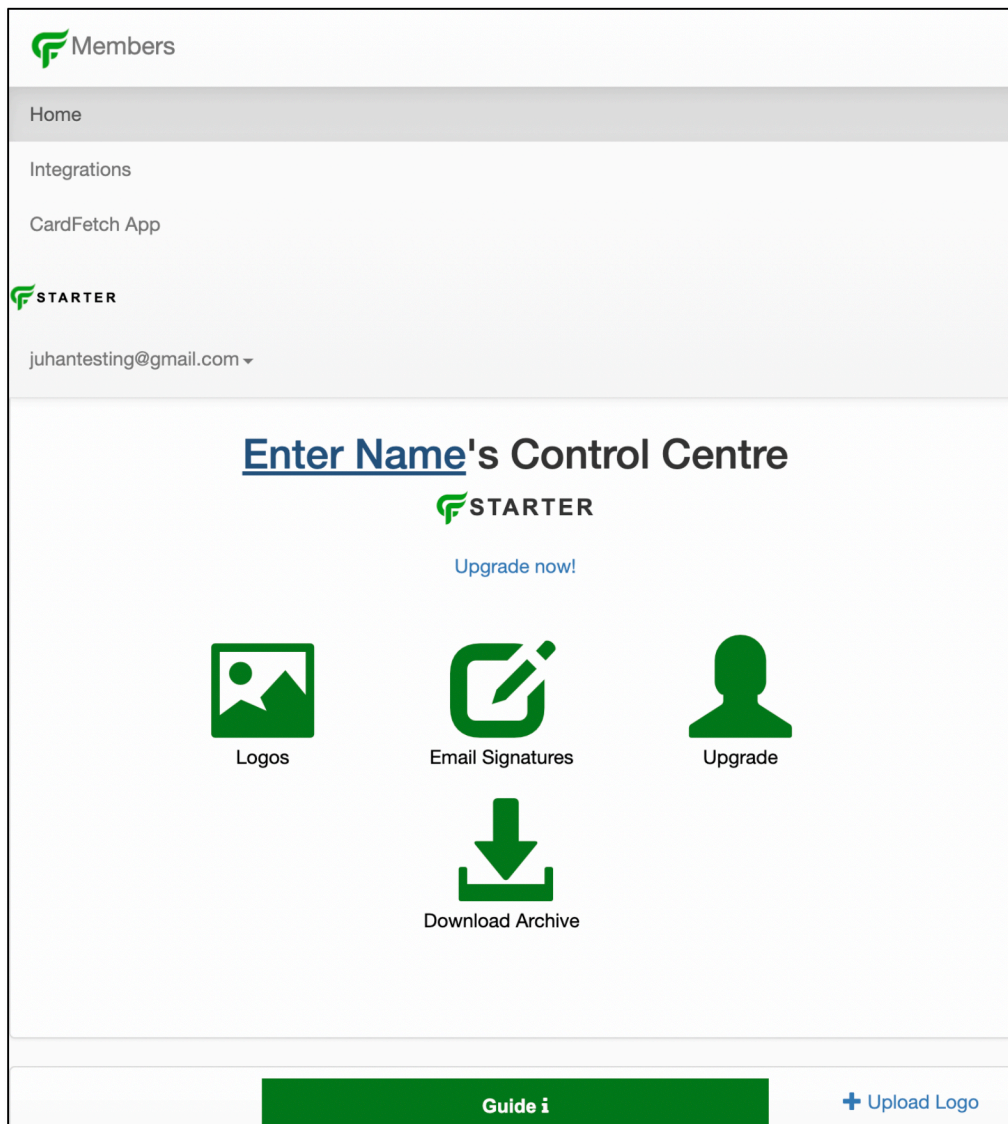 Members
Home
Integrations
CardFetch App
STARTER
juhantesting@gmail.com
Enter Name's Control Centre
STARTER
Upgrade now!
Logos
Email Signatures
Upgrade
Download Archive
Guide i
+ Upload Logo